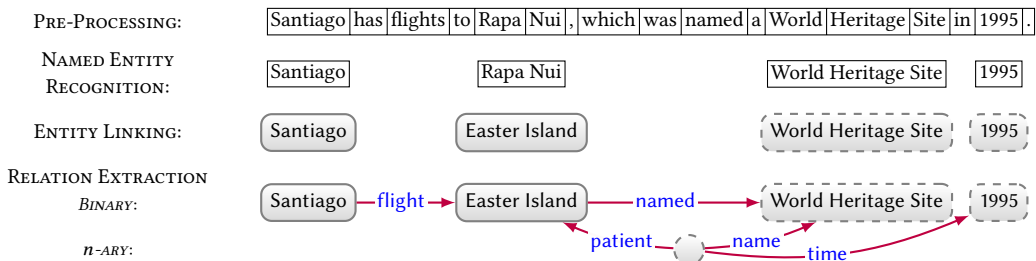 Pre-Processing: Santiago has flights to Rapa Nui , which was named a World Heritage Site in 1995 .
Named Entity
Recognition: Santiago Rapa Nui World Heritage Site 1995
Entity Linking: Santiago Easter Island World Heritage Site 1995
Relation Extraction
Binary: Santiago flight Easter Island named World Heritage Site 1995
n-ary: patient name time